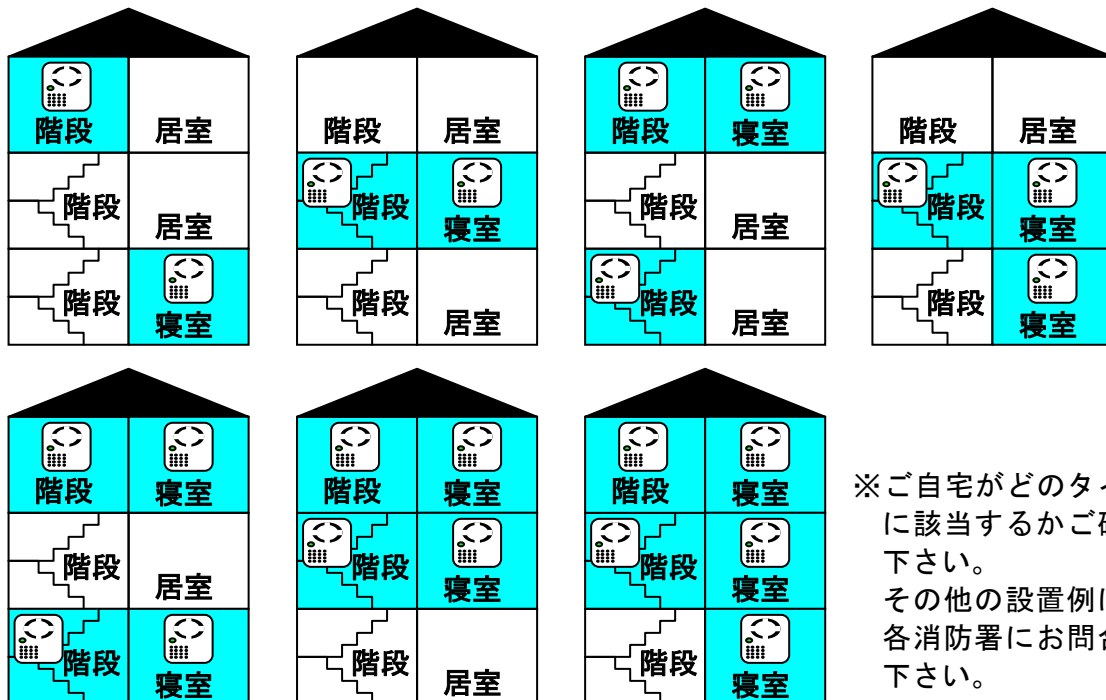 階段 居室 階段 居室 階段 寝室 階段 居室
階段 居室 階段 寝室 階段 居室 階段 寝室
階段 寝室 階段 居室 階段 居室 階段 寝室
階段 寝室 階段 寝室 階段 寝室
階段 居室 階段 寝室 階段 寝室
階段 寝室 階段 居室 階段 寝室
※ご自宅がどのタイ
に該当するかご確
下さい。
その他の設置例に
各消防署にお問合
下さい。